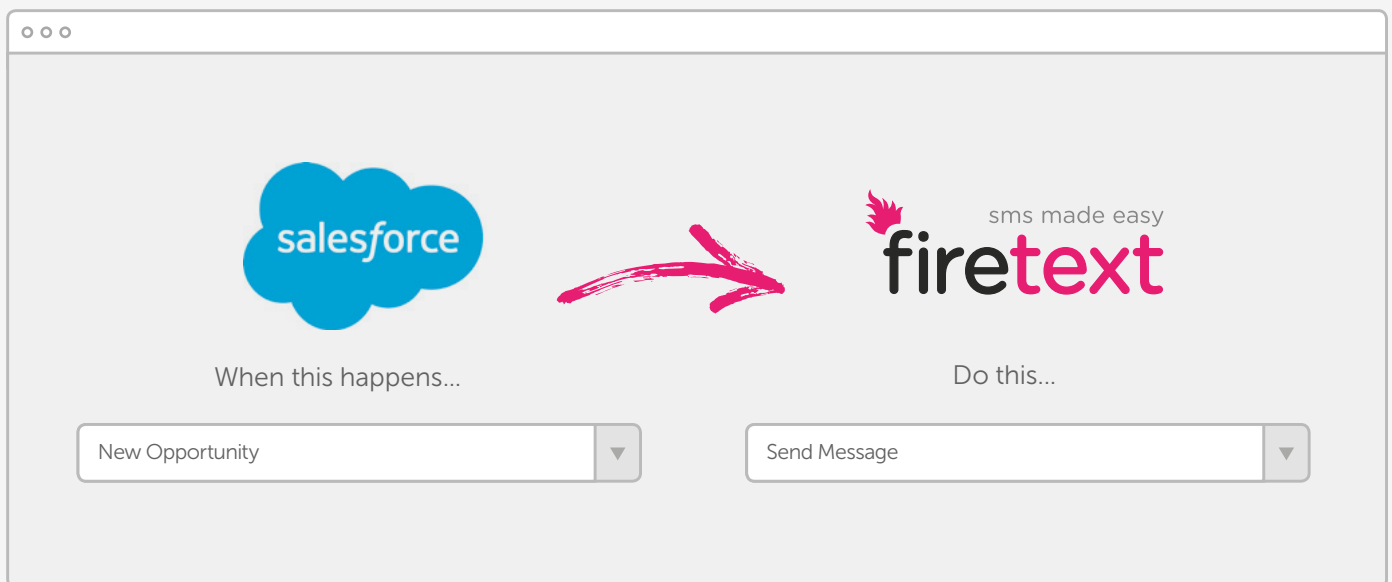 salesforce
sms made easy
firetext
When this happens...
Do this...
New Opportunity
Send Message